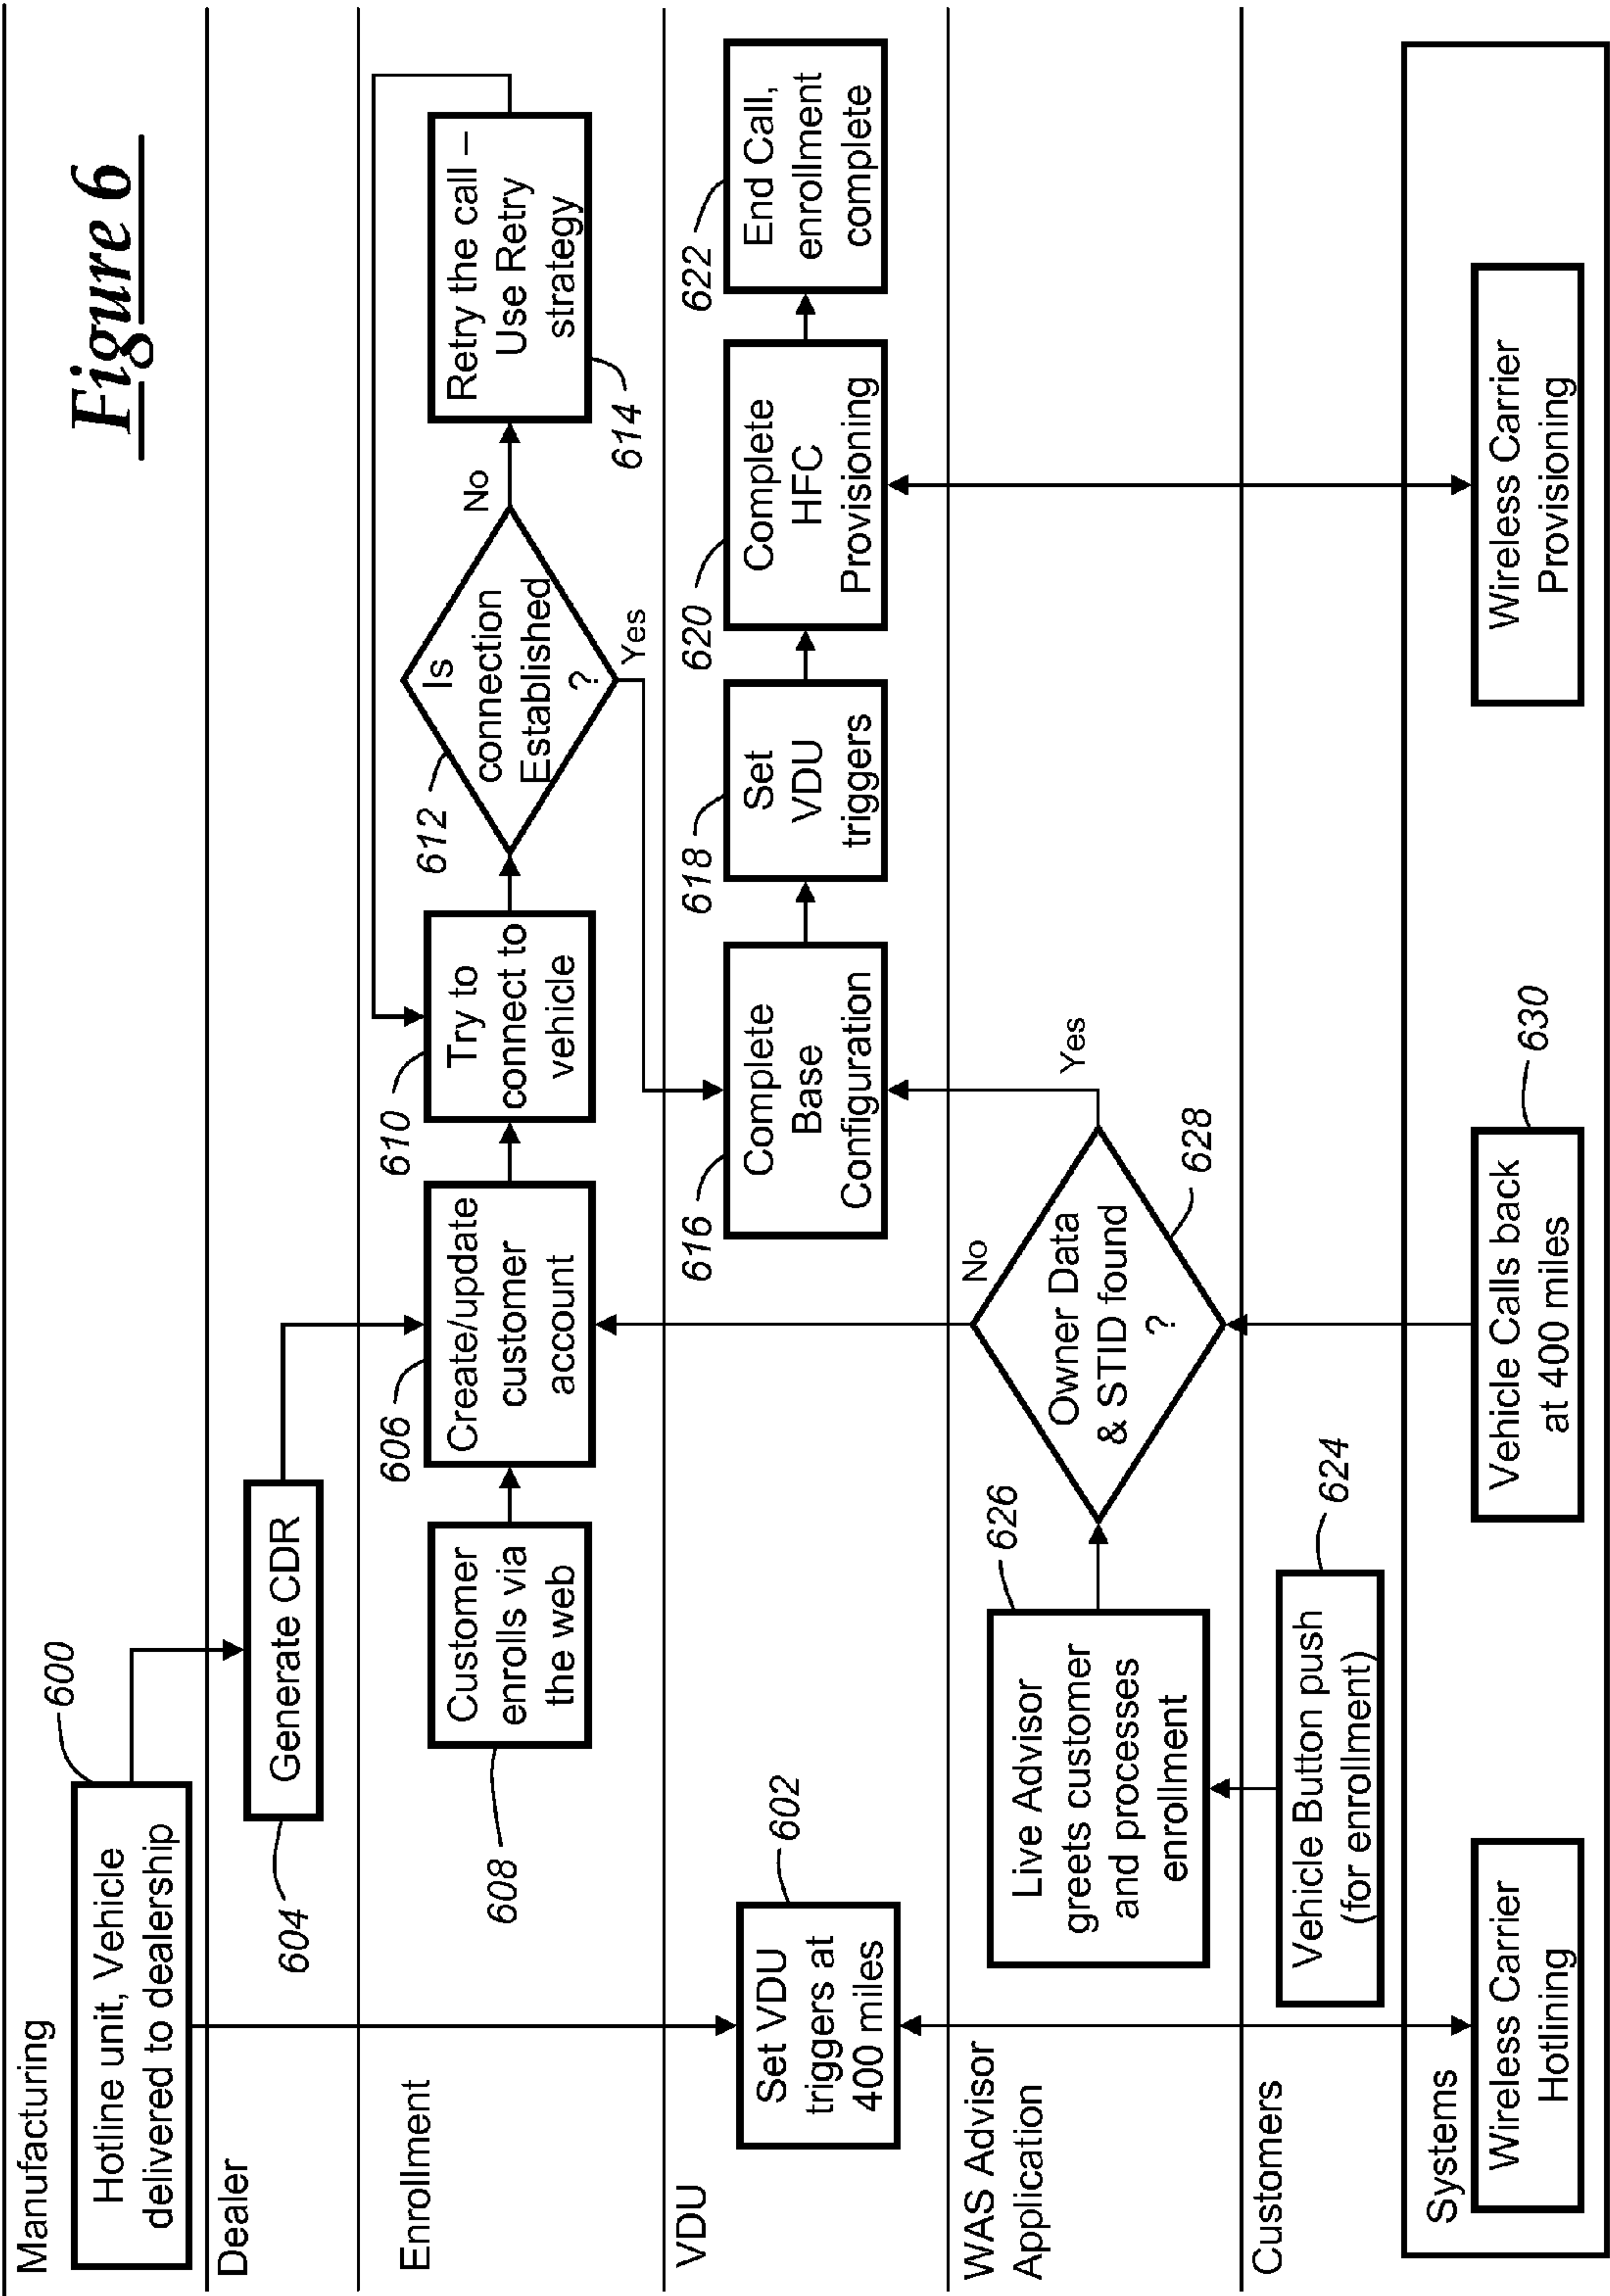 Figure 6
Manufacturing
600
Hotline unit, Vehicle
delivered to dealership
Dealer
604
Generate CDR
Enrollment
608
Customer
enrolls via
the web
606
Create/update
customer
account
610
Try to
connect to
vehicle
612
Is
connection
Established
?
No
Yes
614
Retry the call –
Use Retry
strategy
VDU
602
Set VDU
triggers at
400 miles
616
Complete
Base
Configuration
618
Set
VDU
triggers
620
Complete
HFC
Provisioning
622
End Call,
enrollment
complete
WAS Advisor
Application
626
Live Advisor
greets customer
and processes
enrollment
628
Owner Data
& STID found
?
No
Yes
Customers
624
Vehicle Button push
(for enrollment)
Systems
Wireless Carrier
Hotlining
630
Vehicle Calls back
at 400 miles
Wireless Carrier
Provisioning